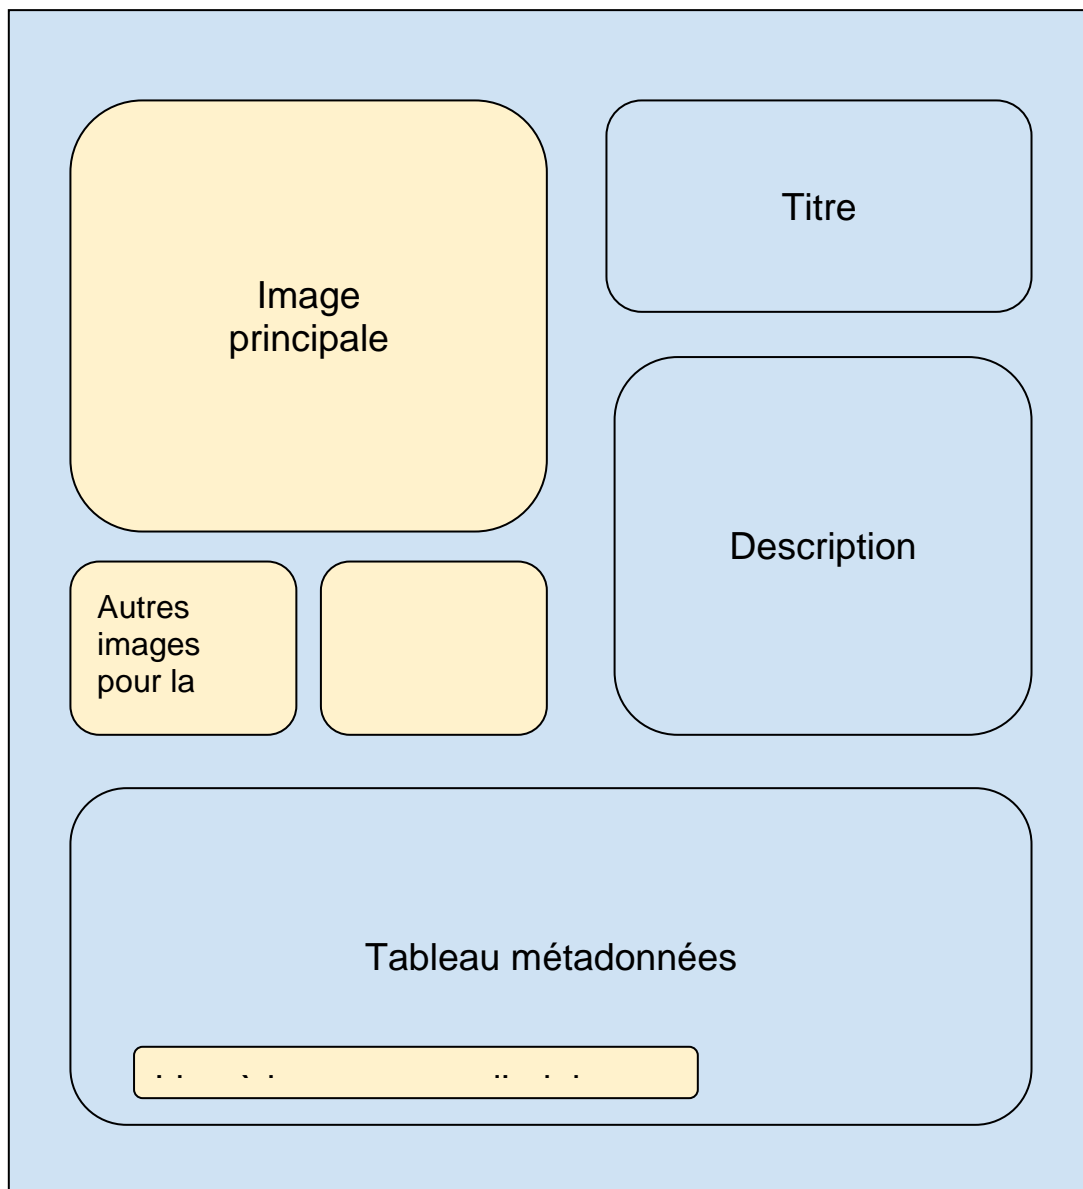 Image
principale
Titre
Description
Autres
images
pour la
Tableau métadonnées